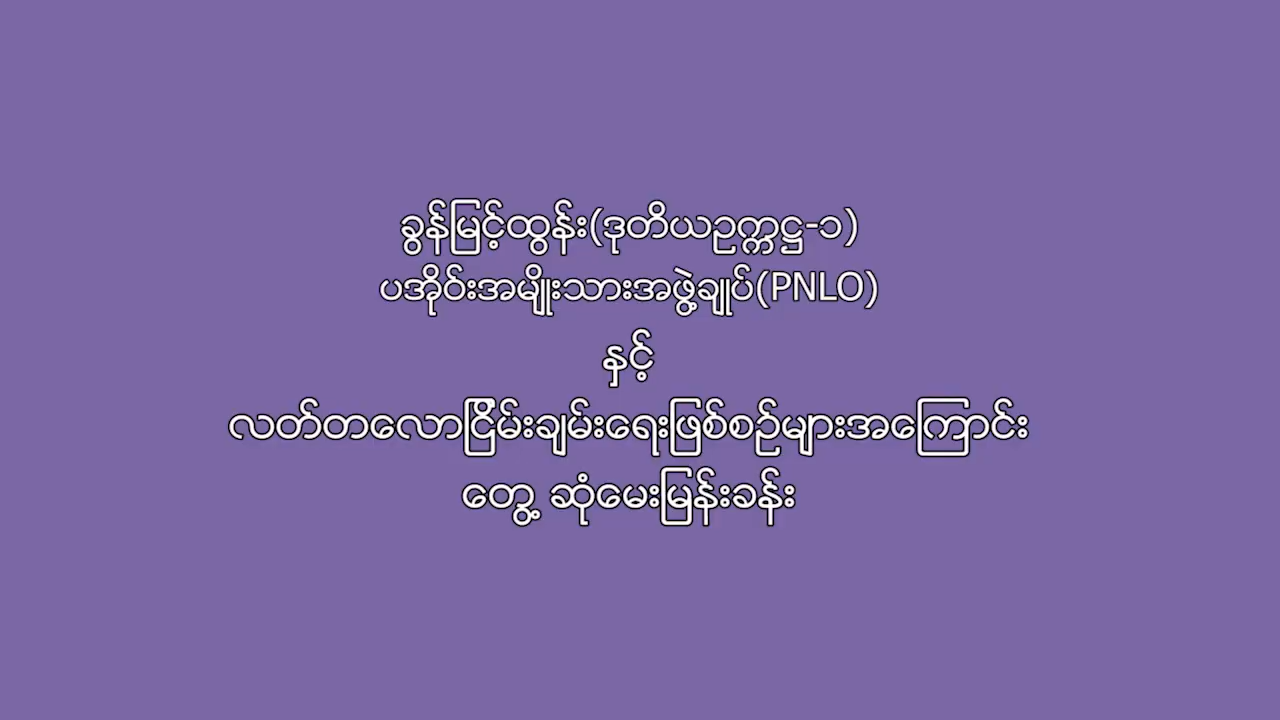 ခွန်မြင့်ထွန်း(ဒုတိယဥက္ကဋ္ဌ-၁)
ပအိုဝ်းအမျိုးသားအဖွဲ့ချုပ်(PNLO)
နှင့်
လတ်တလောငြိမ်းချမ်းရေးဖြစ်စဉ်များအကြောင်း
တွေ့ ဆုံမေးမြန်းခန်း